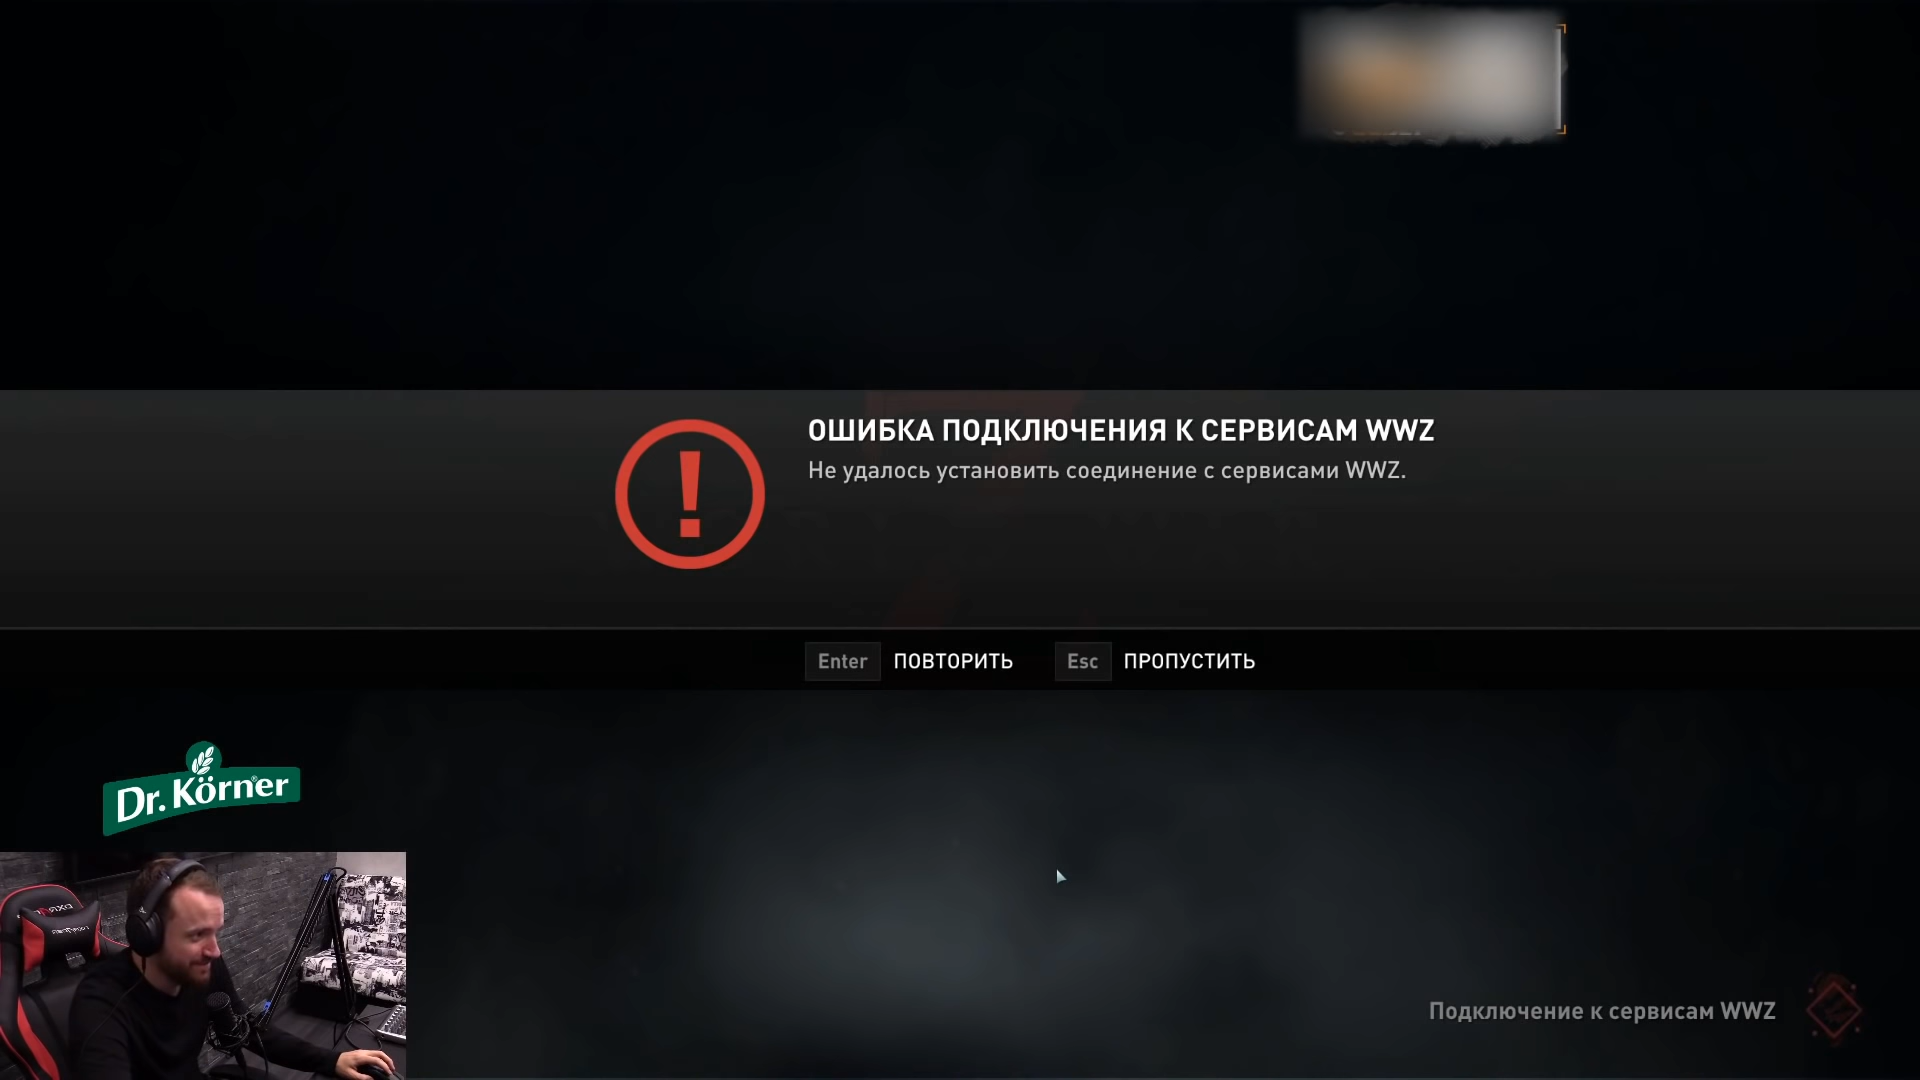 ОШИБКА ПОДКЛЮЧЕНИЯ К СЕРВИСАМ WWZ
Не удалось установить соединение с сервисами WWZ.
Enter ПОВТОРИТЬ Esc ПРОПУСТИТЬ
Dr. Körner®
Подключение к сервисам WWZ